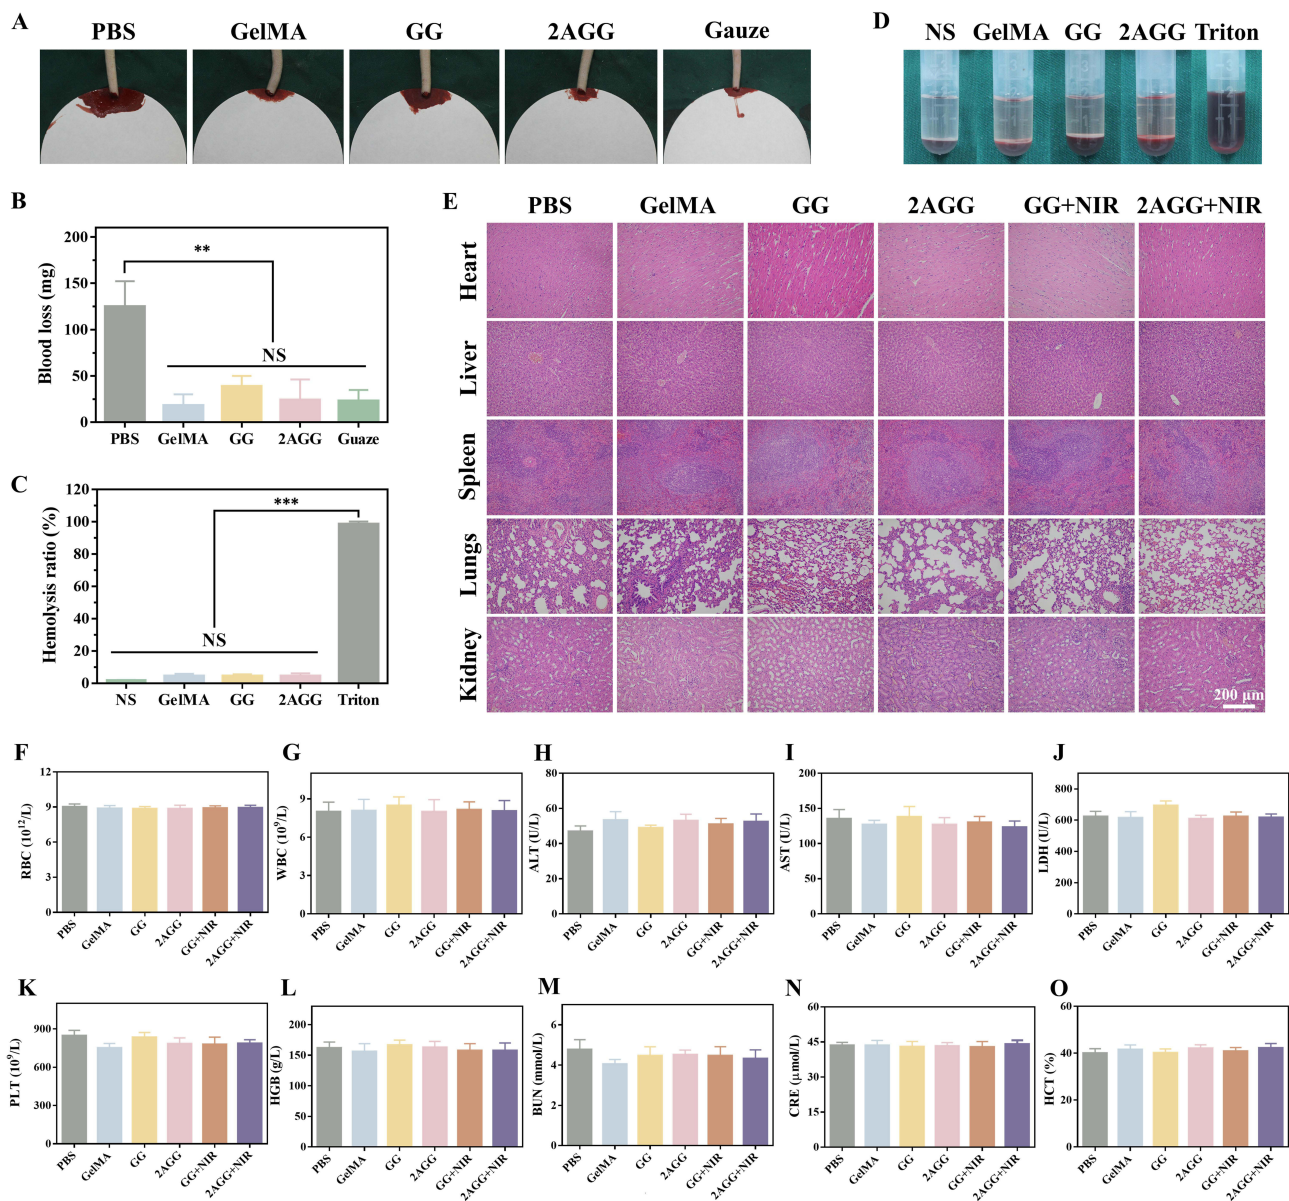 A
PBS GelMA GG 2AGG Gauze
D
NS GelMA GG 2AGG Triton
B
Blood loss (mg)
200
150
100
50
0
**
NS
PBS GelMA GG 2AGG Guaze
C
Hemolysis ratio (%)
120
100
80
60
40
20
0
***
NS
NS GelMA GG 2AGG Triton
E
PBS GelMA GG 2AGG GG+NIR 2AGG+NIR
Heart
Liver
Spleen
Lungs
Kidney
200 μm
F
RBC (10¹²/L)
12
9
6
3
0
PBS GelMA GG 2AGG GG+NIR 2AGG+NIR
G
WBC (10⁹/L)
9
6
3
0
PBS GelMA GG 2AGG GG+NIR 2AGG+NIR
H
ALT (U/L)
80
60
40
20
0
PBS GelMA GG 2AGG GG+NIR 2AGG+NIR
I
AST (U/L)
200
150
100
50
0
PBS GelMA GG 2AGG GG+NIR 2AGG+NIR
J
LDH (U/L)
800
600
400
200
0
PBS GelMA GG 2AGG GG+NIR 2AGG+NIR
K
PLT (10⁹/L)
900
600
300
0
PBS GelMA GG 2AGG GG+NIR 2AGG+NIR
L
HGB (g/L)
200
150
100
50
0
PBS GelMA GG 2AGG GG+NIR 2AGG+NIR
M
BUN (mmol/L)
6
4
2
0
PBS GelMA GG 2AGG GG+NIR 2AGG+NIR
N
CRE (μmol/L)
60
45
30
15
0
PBS GelMA GG 2AGG GG+NIR 2AGG+NIR
O
HCT (%)
60
40
20
0
PBS GelMA GG 2AGG GG+NIR 2AGG+NIR